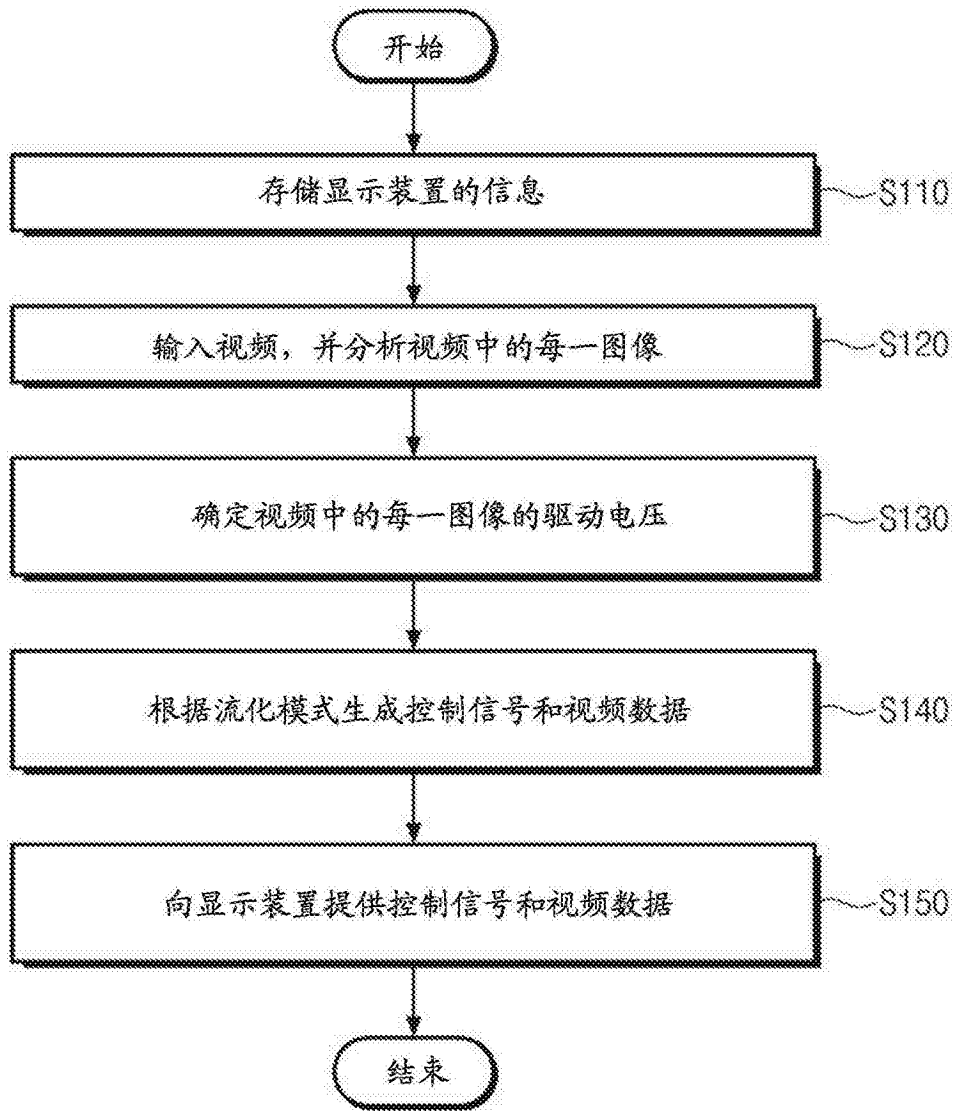 开始
存储显示装置的信息
S110
输入视频，并分析视频中的每一图像
S120
确定视频中的每一图像的驱动电压
S130
根据流化模式生成控制信号和视频数据
S140
向显示装置提供控制信号和视频数据
S150
结束